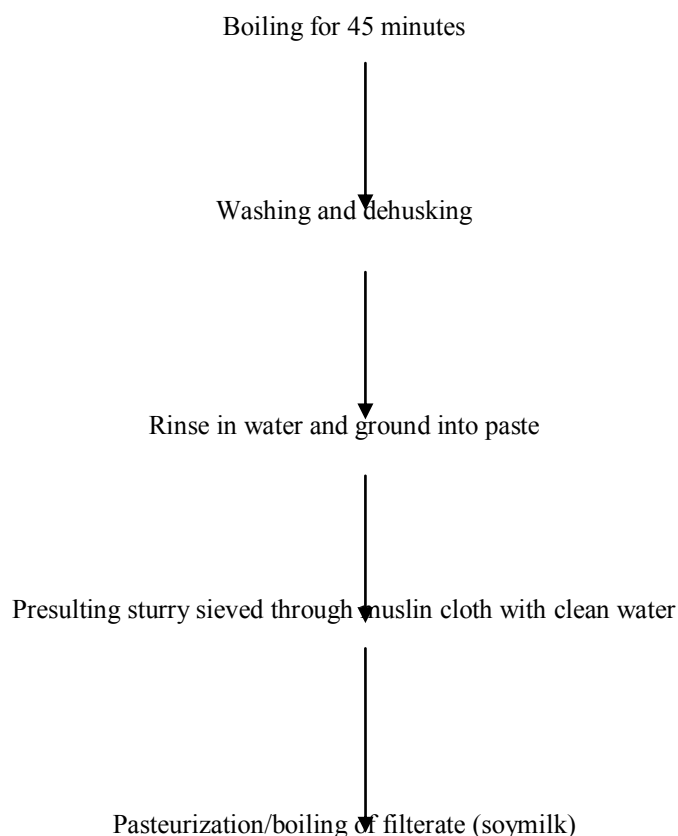 Boiling for 45 minutes
Washing and dehusking
Rinse in water and ground into paste
Presulting sturry sieved through muslin cloth with clean water
Pasteurization/boiling of filterate (soymilk)